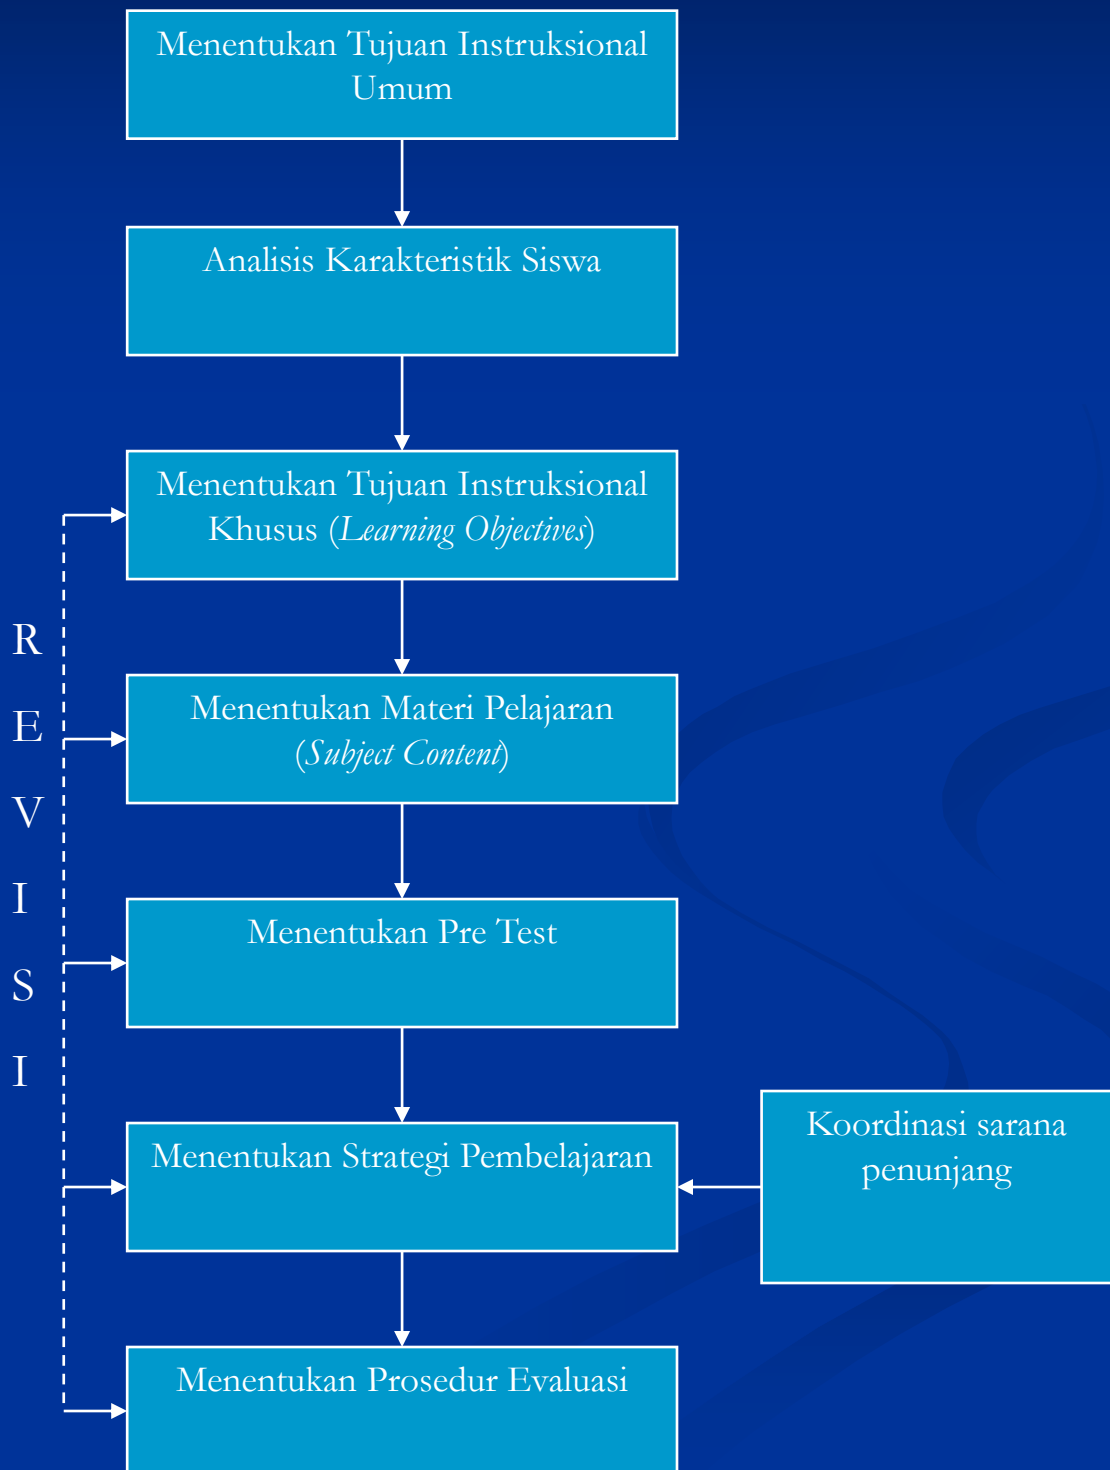 Menentukan Tujuan Instruksional
Umum
Analisis Karakteristik Siswa
Menentukan Tujuan Instruksional
Khusus (Learning Objectives)
R
E
V
I
S
I
Menentukan Materi Pelajaran
(Subject Content)
Menentukan Pre Test
Menentukan Strategi Pembelajaran
Koordinasi sarana
penunjang
Menentukan Prosedur Evaluasi